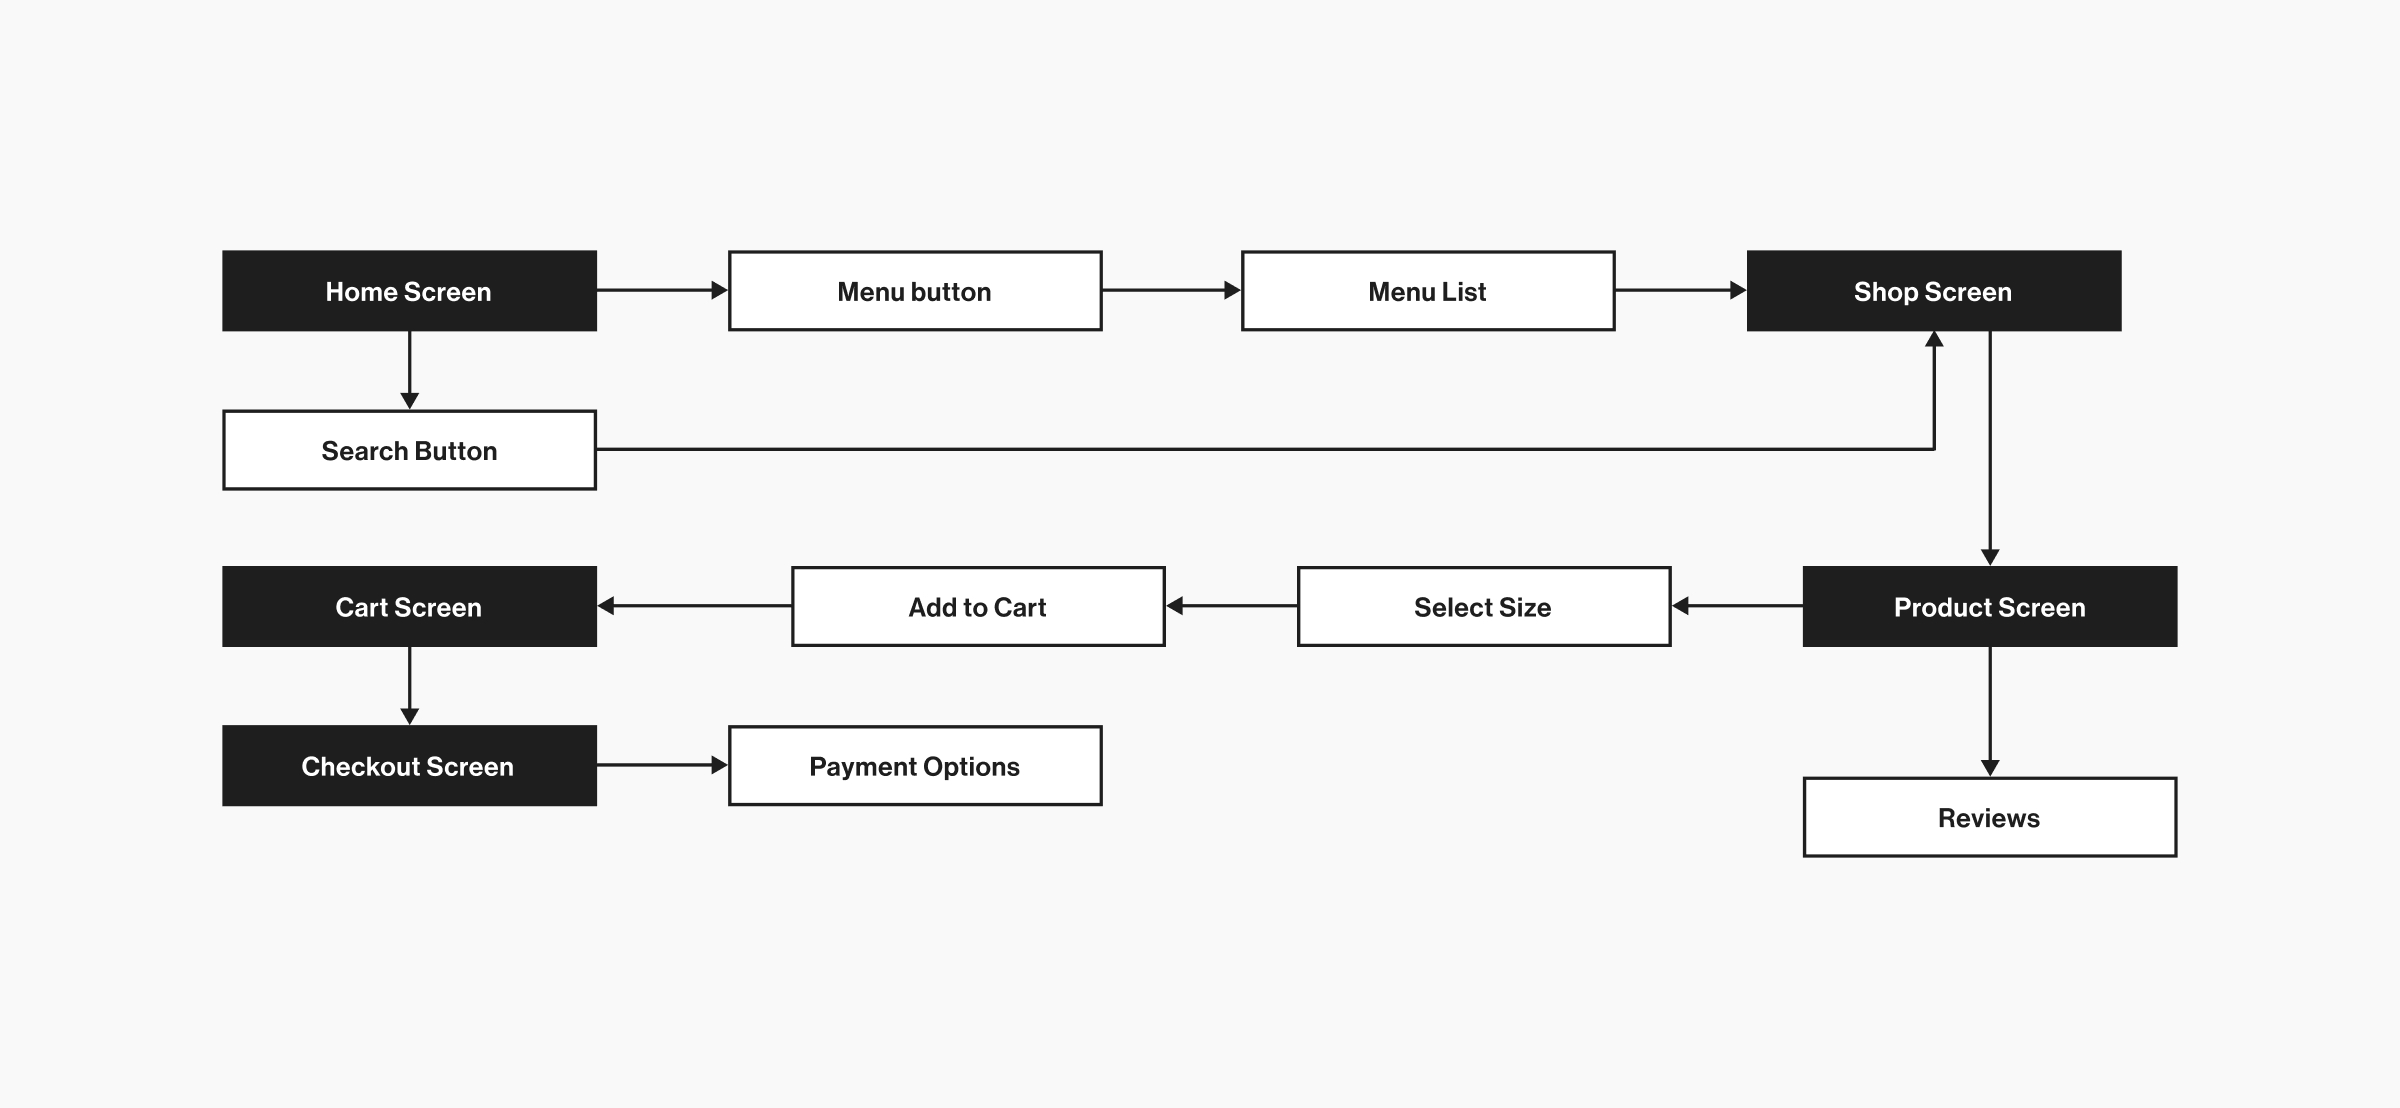 Home Screen
Menu button
Menu List
Shop Screen
Search Button
Cart Screen
Add to Cart
Select Size
Product Screen
Checkout Screen
Payment Options
Reviews